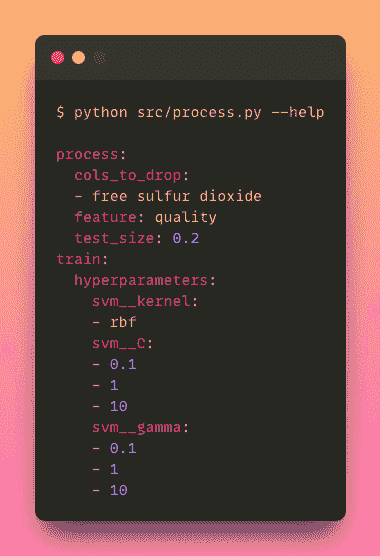 $ python src/process.py --help
process:
  cols_to_drop:
  - free sulfur dioxide
  feature: quality
  test_size: 0.2
train:
  hyperparameters:
    svm__kernel:
    - rbf
    svm__C:
    - 0.1
    - 1
    - 10
    svm__gamma:
    - 0.1
    - 1
    - 10